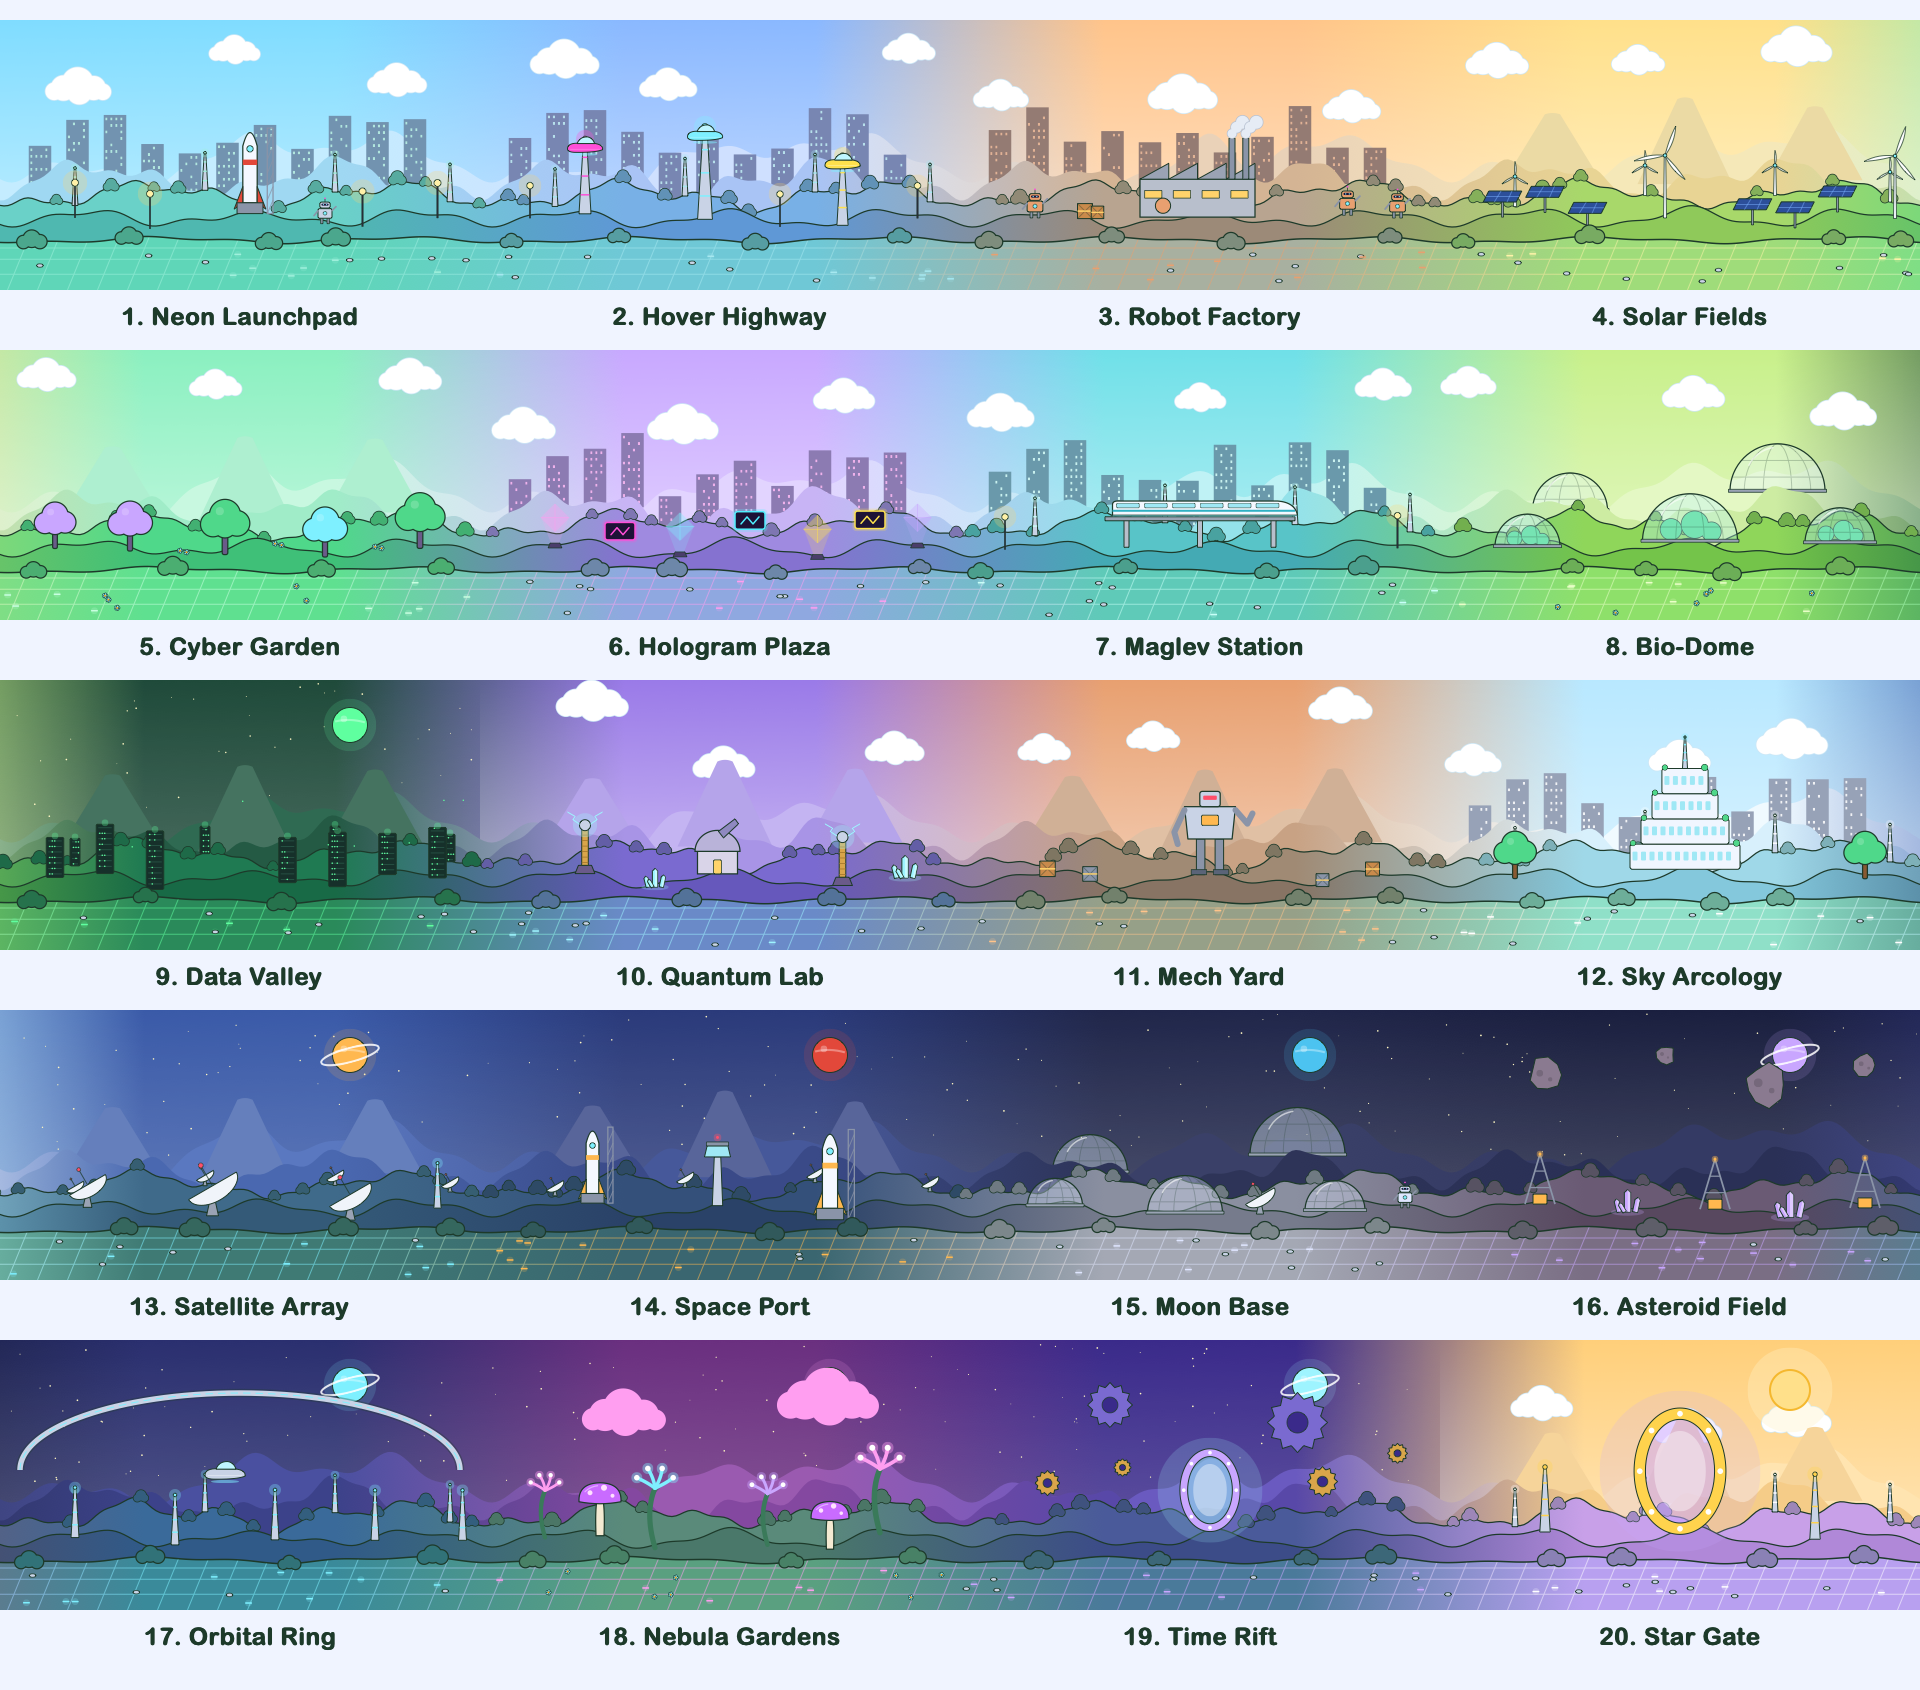 1. Neon Launchpad
2. Hover Highway
3. Robot Factory
4. Solar Fields
5. Cyber Garden
6. Hologram Plaza
7. Maglev Station
8. Bio-Dome
9. Data Valley
10. Quantum Lab
11. Mech Yard
12. Sky Arcology
13. Satellite Array
14. Space Port
15. Moon Base
16. Asteroid Field
17. Orbital Ring
18. Nebula Gardens
19. Time Rift
20. Star Gate